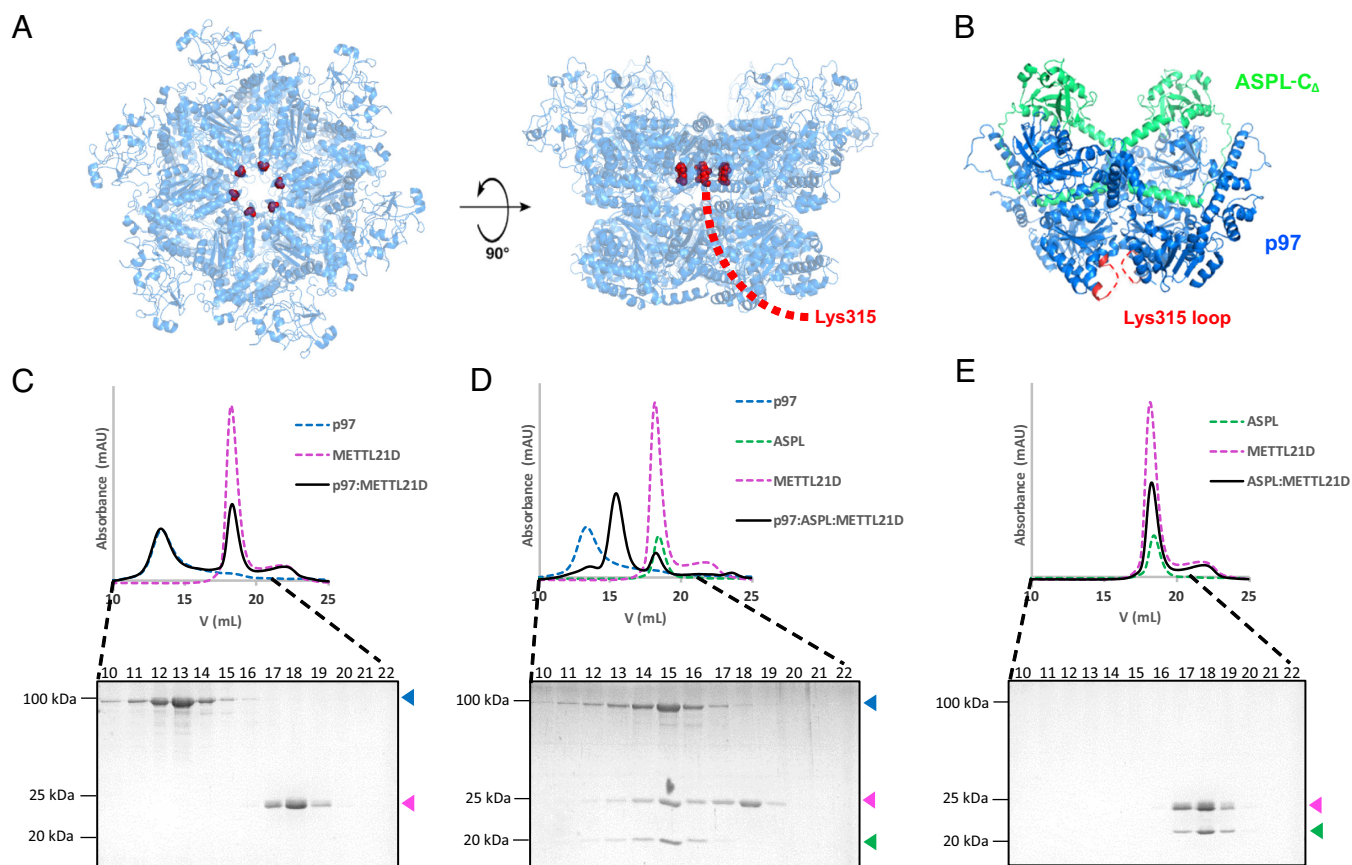 A
90°
Lys315
B
ASPL-CΔ
p97
Lys315 loop
C
Absorbance (mAU)
p97
METTL21D
p97:METTL21D
10 15 20 25
V (mL)
10 11 12 13 14 15 16 17 18 19 20 21 22
100 kDa
25 kDa
20 kDa
D
Absorbance (mAU)
p97
ASPL
METTL21D
p97:ASPL:METTL21D
10 15 20 25
V (mL)
10 11 12 13 14 15 16 17 18 19 20 21 22
100 kDa
25 kDa
20 kDa
E
Absorbance (mAU)
ASPL
METTL21D
ASPL:METTL21D
10 15 20 25
V (mL)
10 11 12 13 14 15 16 17 18 19 20 21 22
100 kDa
25 kDa
20 kDa